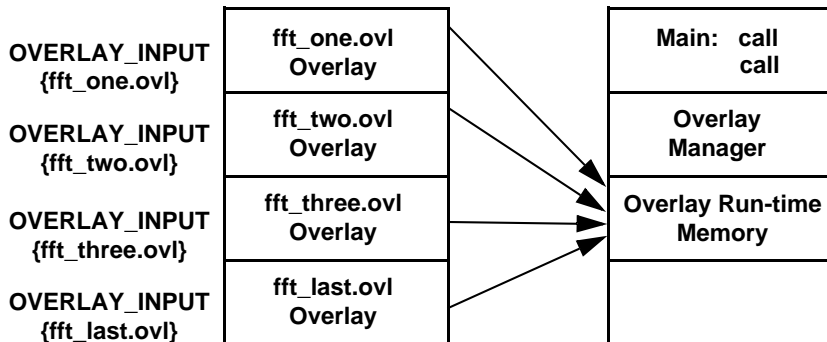 OVERLAY_INPUT
{fft_one.ovl}
OVERLAY_INPUT
{fft_two.ovl}
OVERLAY_INPUT
{fft_three.ovl}
OVERLAY_INPUT
{fft_last.ovl}
fft_one.ovl
Overlay
fft_two.ovl
Overlay
fft_three.ovl
Overlay
fft_last.ovl
Overlay
Main: call
call
Overlay
Manager
Overlay Run-time
Memory